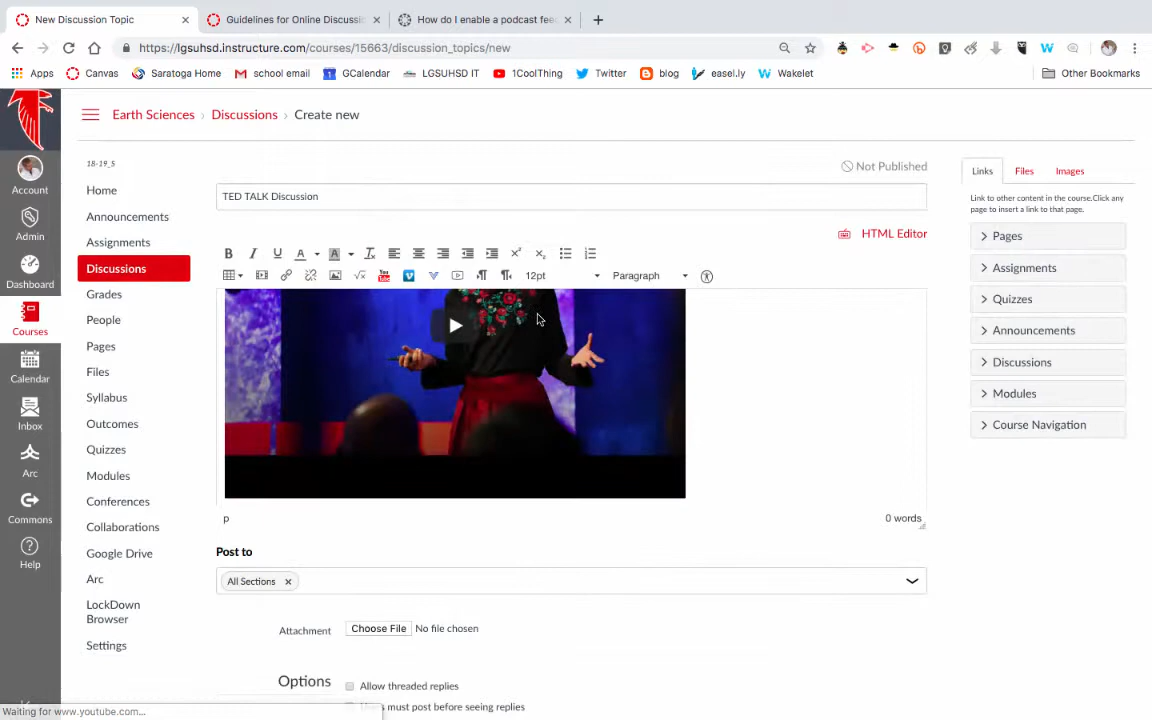 New Discussion Topic
Guidelines for Online Discussic
How do I enable a podcast fee
https://lgsuhsd.instructure.com/courses/15663/discussion_topics/new
Apps
Canvas
Saratoga Home
school email
GCalendar
LGSUHSD IT
1CoolThing
Twitter
blog
easel.ly
Wakelet
Other Bookmarks
Earth Sciences › Discussions › Create new
18-19_5
Not Published
Links
Files
Images
Account
Admin
Dashboard
Courses
Calendar
Inbox
Arc
Commons
Help
Home
Announcements
Assignments
Discussions
Grades
People
Pages
Files
Syllabus
Outcomes
Quizzes
Modules
Conferences
Collaborations
Google Drive
Arc
LockDown
Browser
Settings
TED TALK Discussion
HTML Editor
12pt
Paragraph
p
0 words
Post to
All Sections
Attachment
Choose File No file chosen
Options
Allow threaded replies
Users must post before seeing replies
Link to other content in the course.Click any
page to insert a link to that page.
Pages
Assignments
Quizzes
Announcements
Discussions
Modules
Course Navigation
Waiting for www.youtube.com...